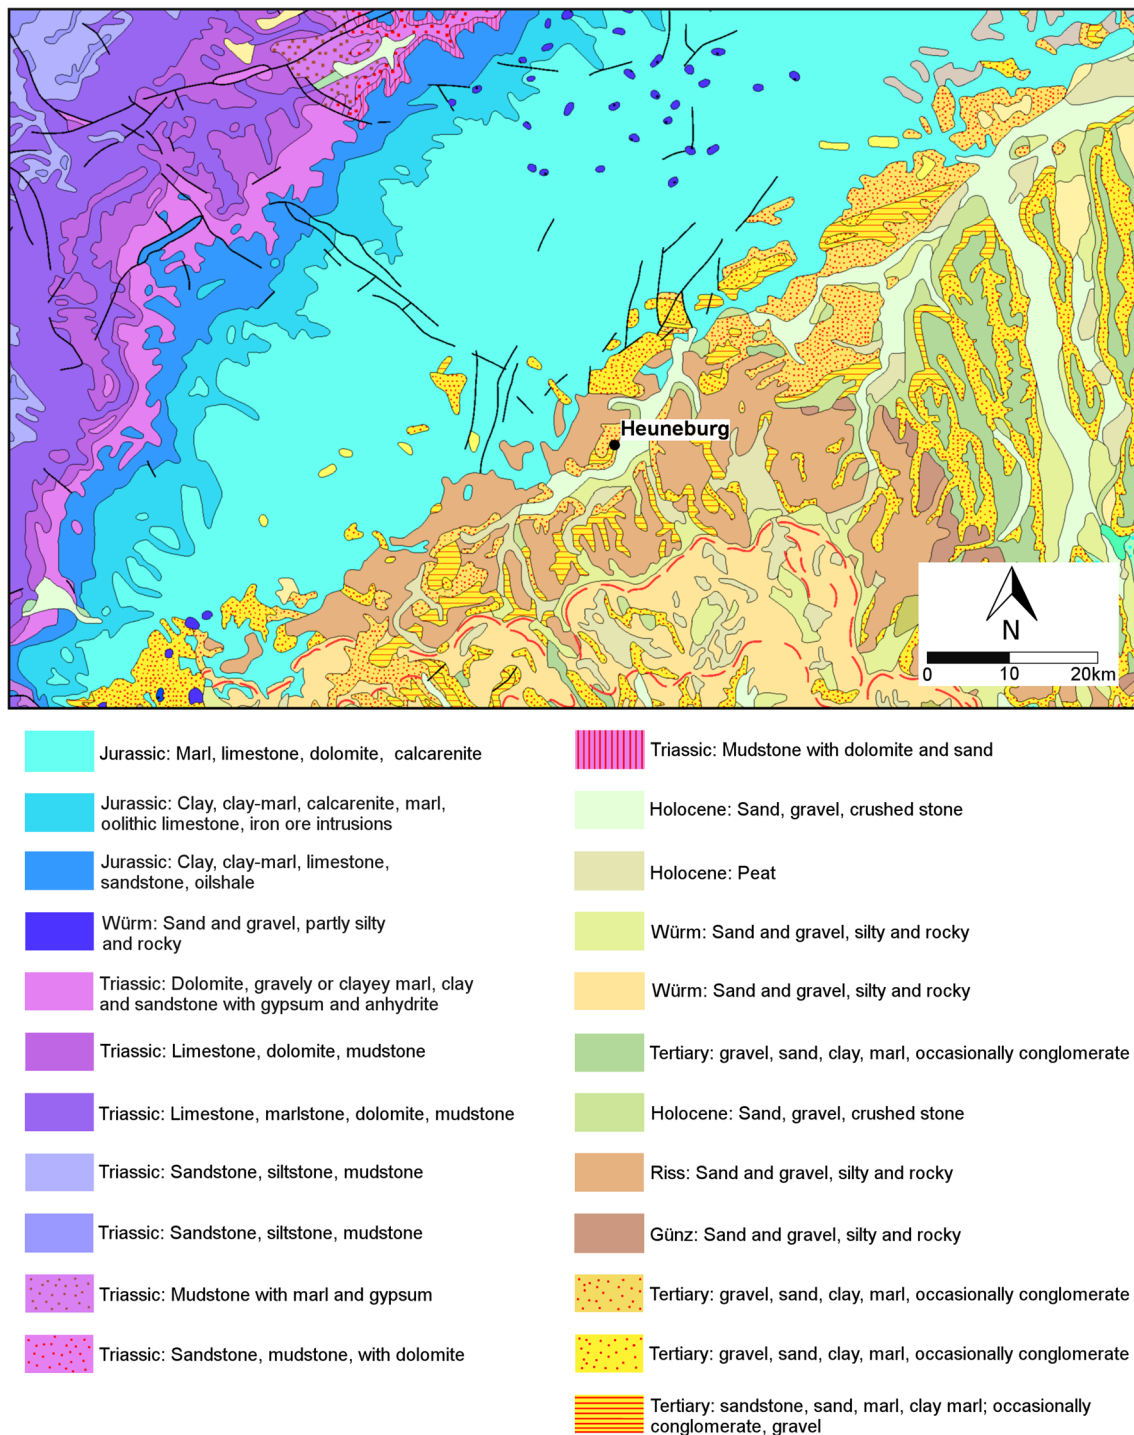 Heuneburg
N
0 10 20km
Jurassic: Marl, limestone, dolomite, calcarenite
Jurassic: Clay, clay-marl, calcarenite, marl,
oolithic limestone, iron ore intrusions
Jurassic: Clay, clay-marl, limestone,
sandstone, oilshale
Würm: Sand and gravel, partly silty
and rocky
Triassic: Dolomite, gravely or clayey marl, clay
and sandstone with gypsum and anhydrite
Triassic: Limestone, dolomite, mudstone
Triassic: Limestone, marlstone, dolomite, mudstone
Triassic: Sandstone, siltstone, mudstone
Triassic: Sandstone, siltstone, mudstone
Triassic: Mudstone with marl and gypsum
Triassic: Sandstone, mudstone, with dolomite
Triassic: Mudstone with dolomite and sand
Holocene: Sand, gravel, crushed stone
Holocene: Peat
Würm: Sand and gravel, silty and rocky
Würm: Sand and gravel, silty and rocky
Tertiary: gravel, sand, clay, marl, occasionally conglomerate
Holocene: Sand, gravel, crushed stone
Riss: Sand and gravel, silty and rocky
Günz: Sand and gravel, silty and rocky
Tertiary: gravel, sand, clay, marl, occasionally conglomerate
Tertiary: gravel, sand, clay, marl, occasionally conglomerate
Tertiary: sandstone, sand, marl, clay marl; occasionally
conglomerate, gravel